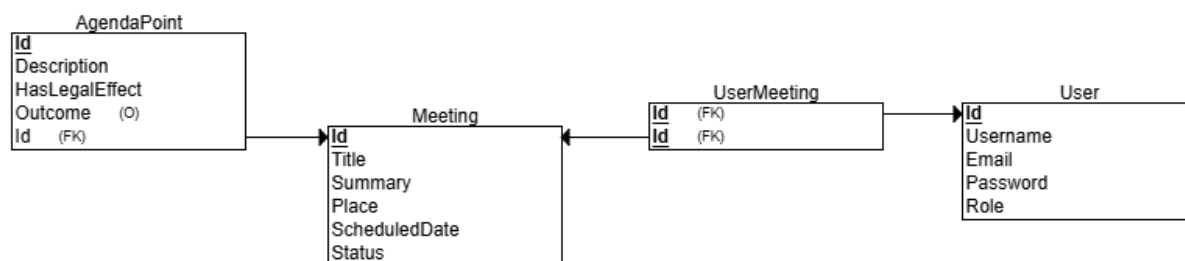 AgendaPoint
Id
Description
HasLegalEffect
Outcome (O)
Id (FK)
Meeting
Id
Title
Summary
Place
ScheduledDate
Status
UserMeeting
Id (FK)
Id (FK)
User
Id
Username
Email
Password
Role